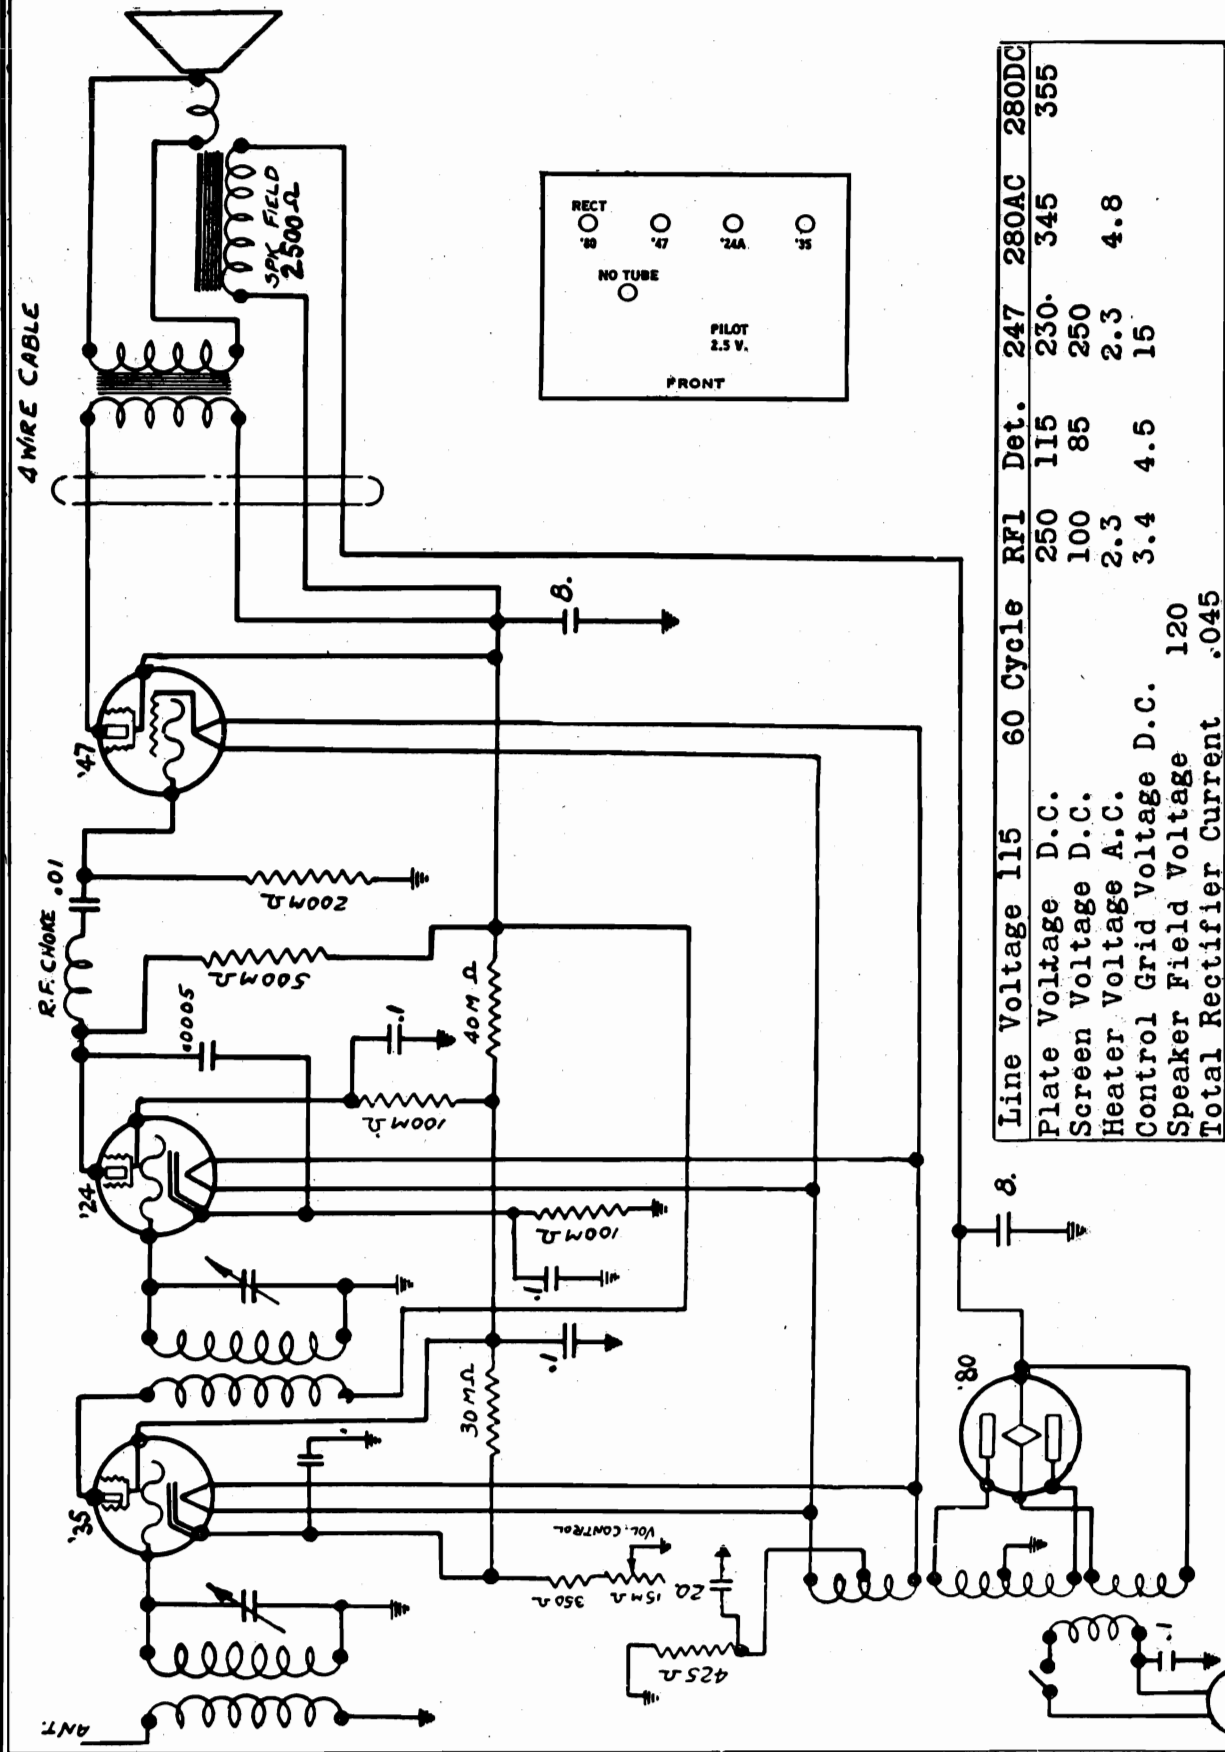 4 WIRE CABLE
SPK FIELD
2500 Ω
RECT
'80
'47
'24A
'35
NO TUBE
PILOT
2.5 V.
FRONT
8.
'47
R.F. CHOKE
.01
200MΩ
500MΩ
.00005
.1
40M Ω
100MΩ
'24
100MΩ
.1
.1
30MΩ
'35
VOL. CONTROL
350Ω
15MΩ
20
425Ω
ANT.
'80
8.
.1
Line Voltage 115 60 Cycle RF1 Det. 247 280AC 280DC
Plate Voltage D.C. 250 115 230. 345 355
Screen Voltage D.C. 100 85 250
Heater Voltage A.C. 2.3 2.3 4.8
Control Grid Voltage D.C. 3.4 4.5 15
Speaker Field Voltage 120
Total Rectifier Current .045